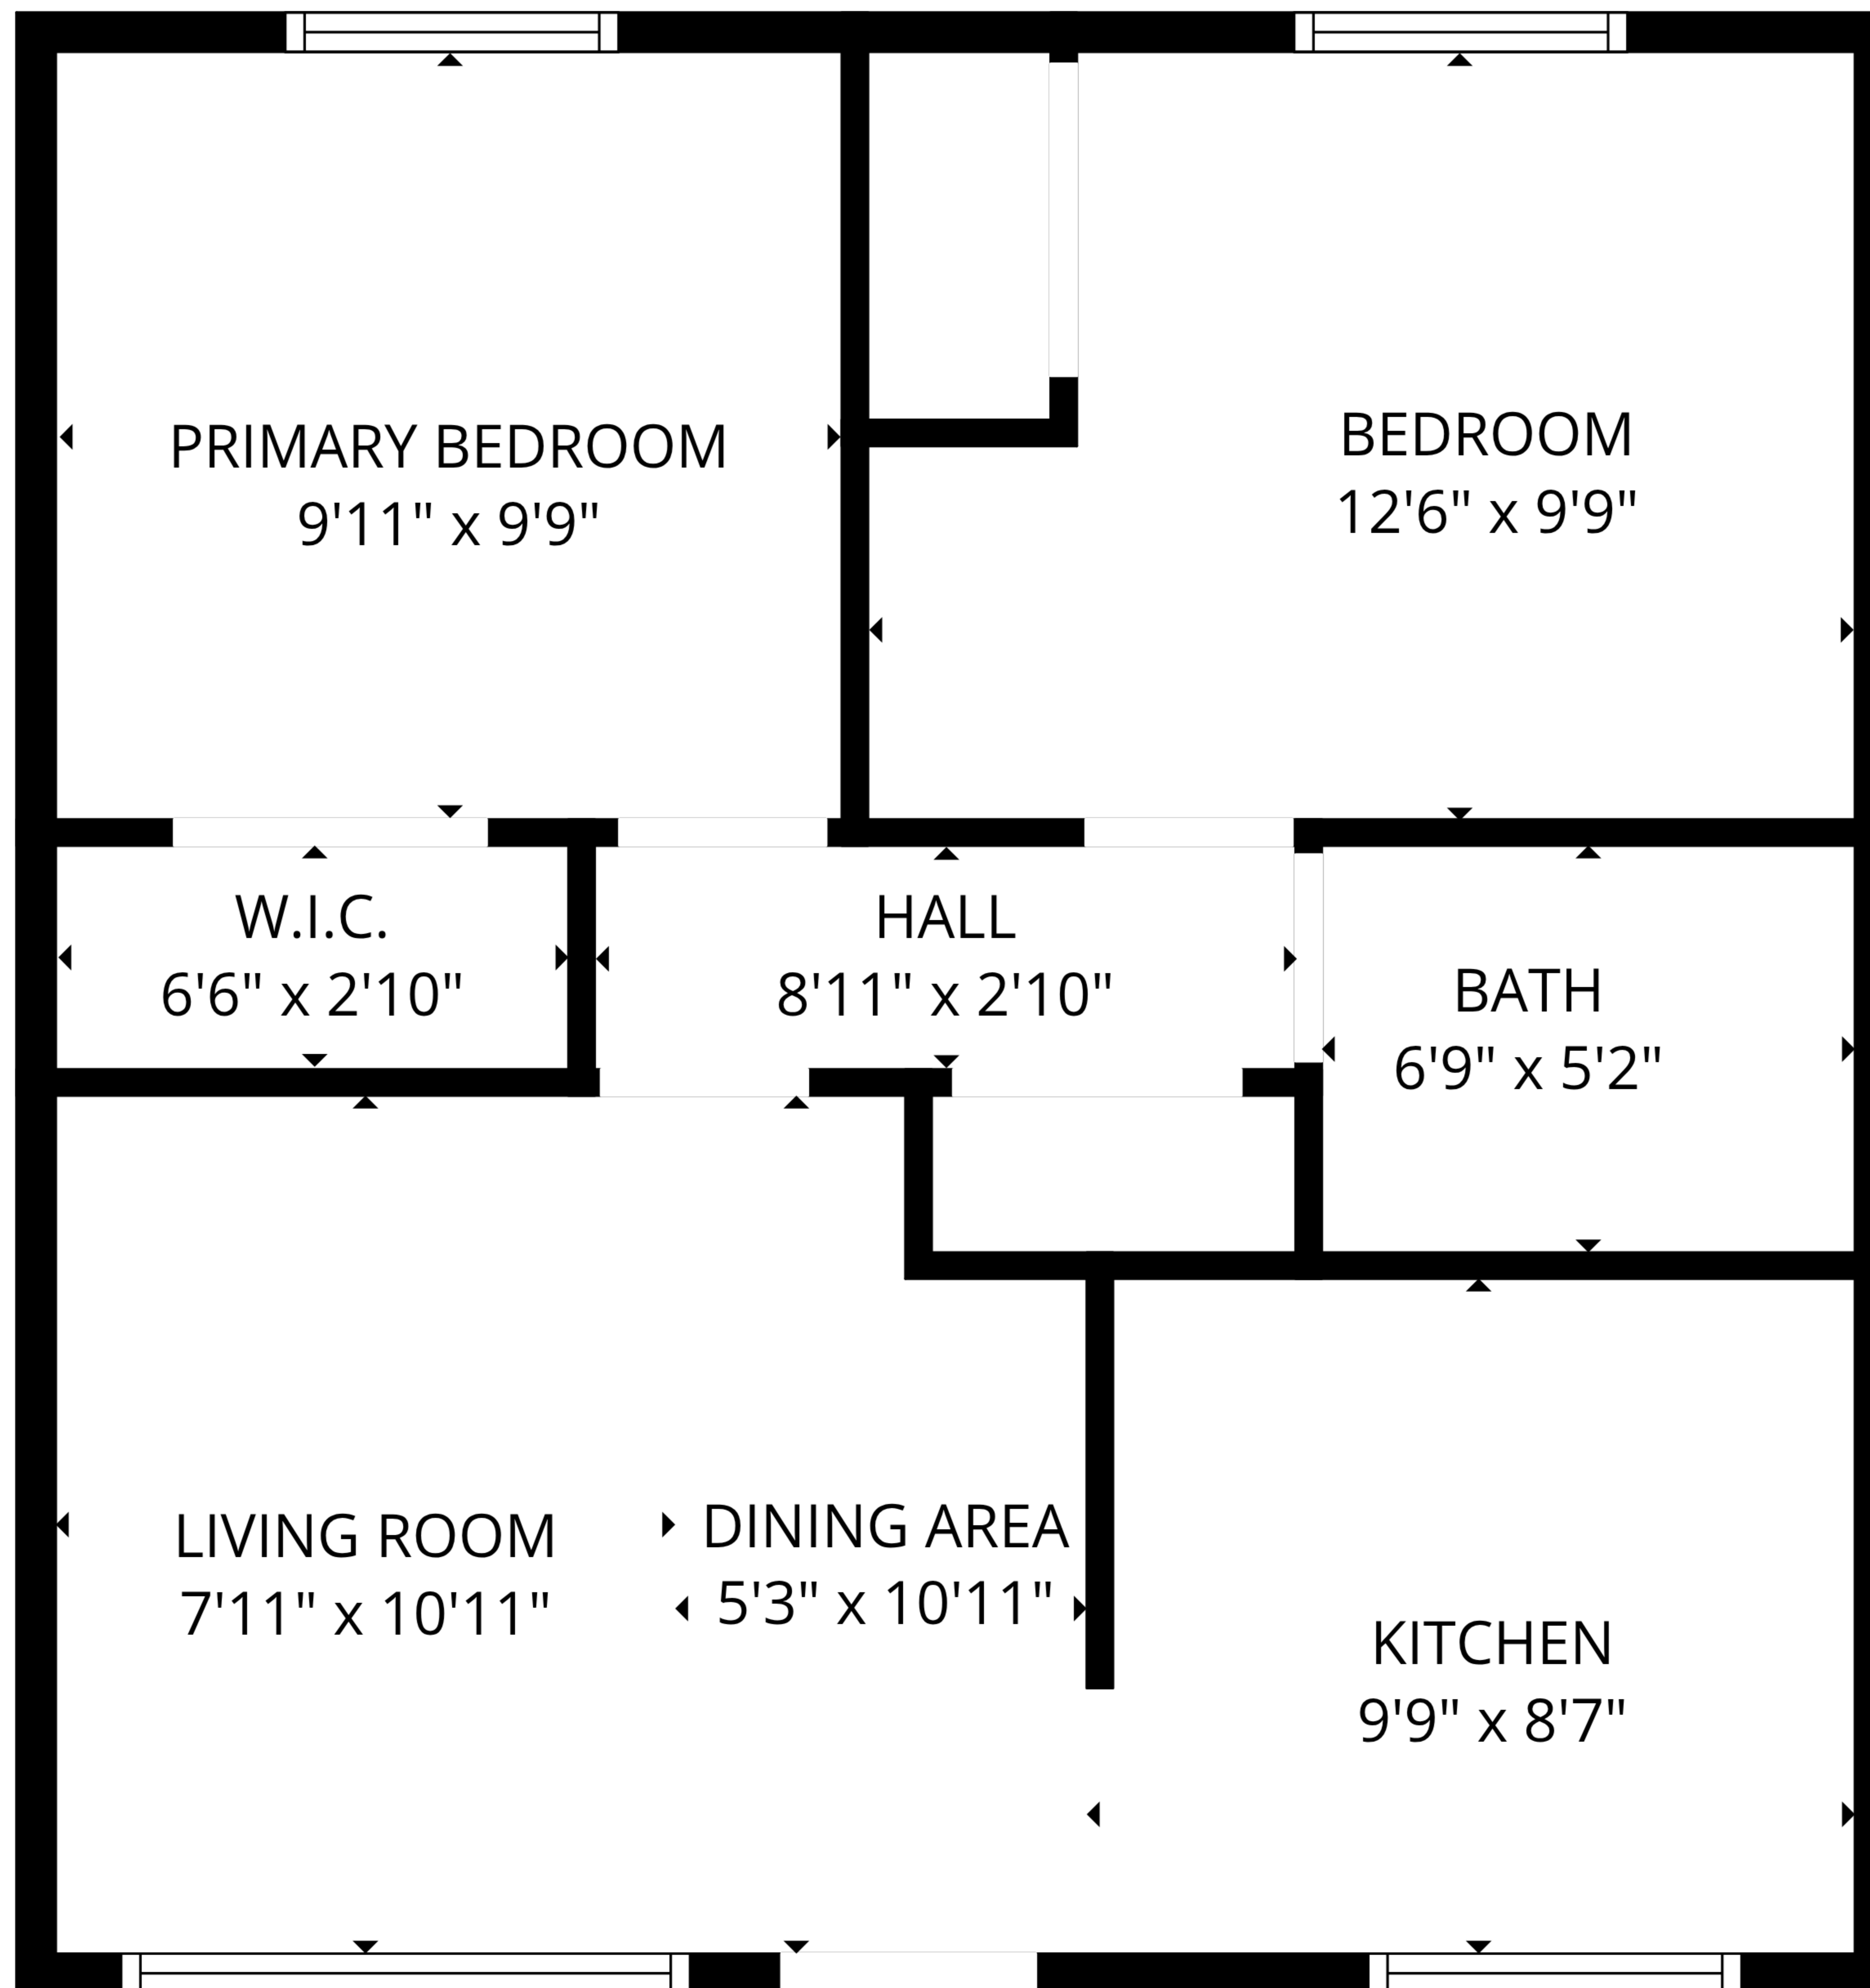 PRIMARY BEDROOM
9'11" x 9'9"
BEDROOM
12'6" x 9'9"
W.I.C.
6'6" x 2'10"
HALL
8'11" x 2'10"
BATH
6'9" x 5'2"
LIVING ROOM
7'11" x 10'11"
DINING AREA
5'3" x 10'11"
KITCHEN
9'9" x 8'7"